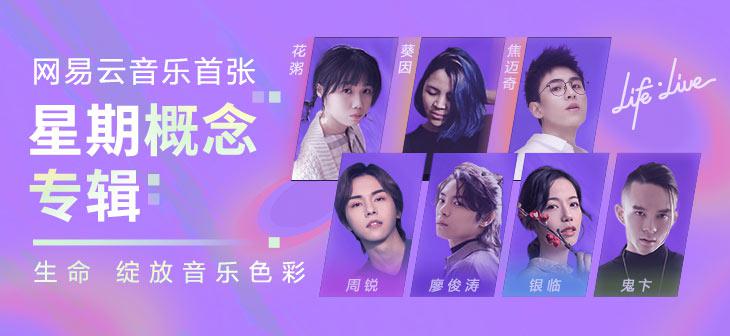 网易云音乐首张
星期概念
专辑
生命 绽放音乐色彩
花粥
葵因
焦迈奇
Life·Live
周锐
廖俊涛
银临
鬼卞